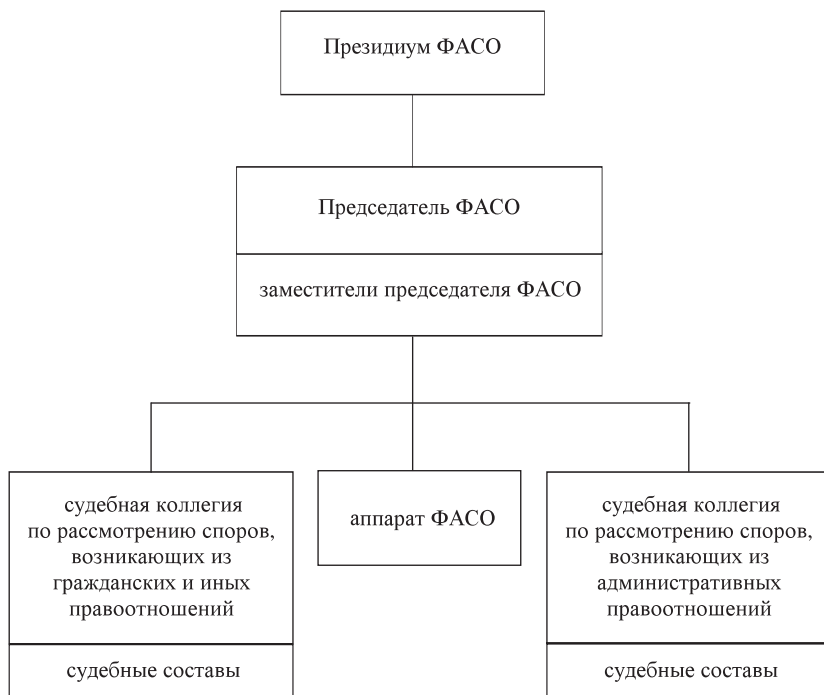 Президиум ФАСО
Председатель ФАСО
заместители председателя ФАСО
судебная коллегия
по рассмотрению споров,
возникающих из
гражданских и иных
правоотношений
судебные составы
аппарат ФАСО
судебная коллегия
по рассмотрению споров,
возникающих из
административных
правоотношений
судебные составы